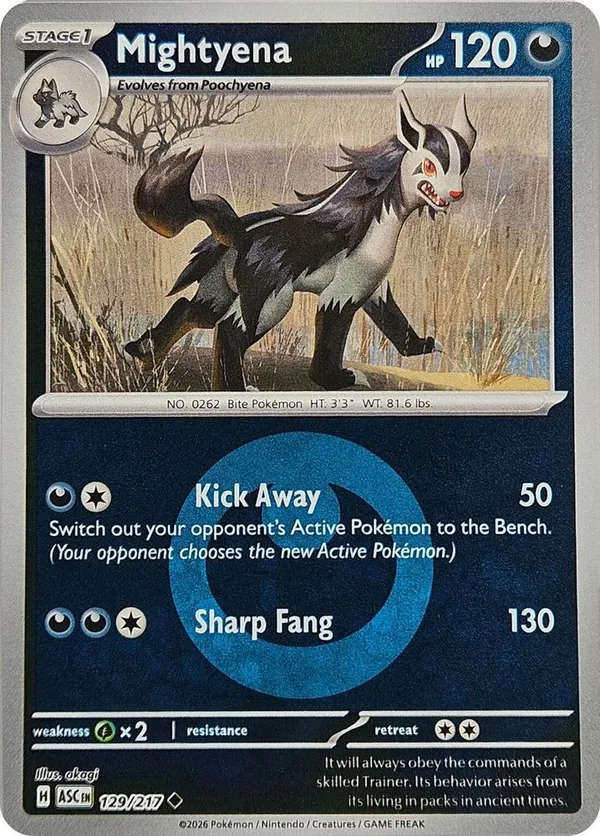 STAGE 1 Mightyena HP 120
Evolves from Poochyena
NO. 0262 Bite Pokémon HT: 3'3" WT: 81.6 lbs.
Kick Away 50
Switch out your opponent's Active Pokémon to the Bench.
(Your opponent chooses the new Active Pokémon.)
Sharp Fang 130
weakness ×2 resistance retreat
Illus. akagi
H ASC EN 129/217
It will always obey the commands of a
skilled Trainer. Its behavior arises from
its living in packs in ancient times.
©2026 Pokémon / Nintendo / Creatures / GAME FREAK